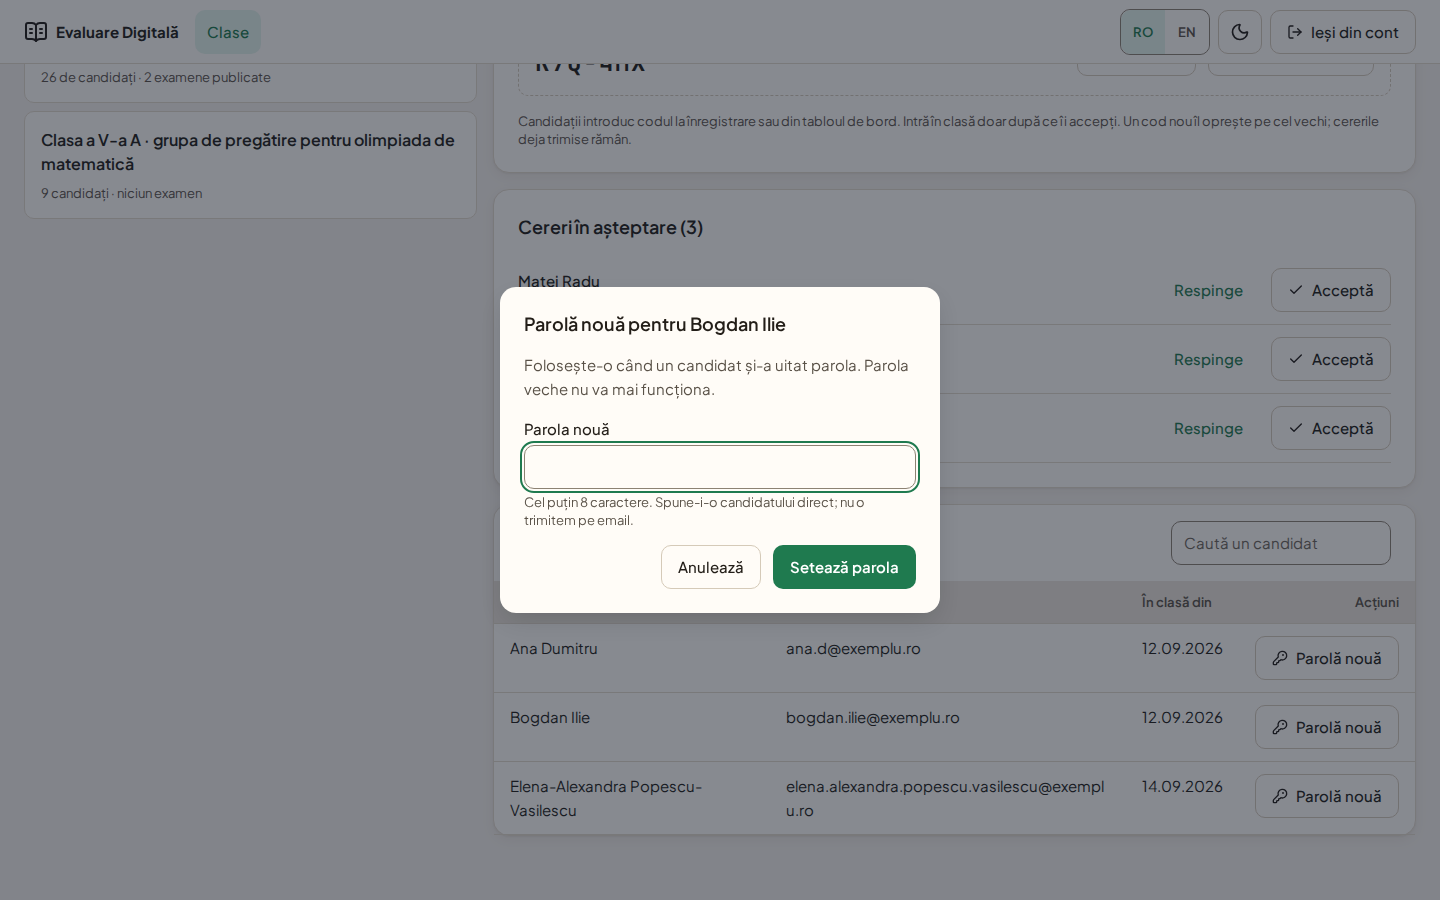 Evaluare Digitală
Clase
RO
EN
Ieși din cont
26 de candidați · 2 examene publicate
Clasa a V-a A · grupa de pregătire pentru olimpiada de
matematică
9 candidați · niciun examen
Candidații introduc codul la înregistrare sau din tabloul de bord. Intră în clasă doar după ce îi accepți. Un cod nou îl oprește pe cel vechi; cererile
deja trimise rămân.
Cereri în așteptare (3)
Matei Radu
Respinge
Acceptă
Respinge
Acceptă
Respinge
Acceptă
Parolă nouă pentru Bogdan Ilie
Folosește-o când un candidat și-a uitat parola. Parola
veche nu va mai funcționa.
Parola nouă
Cel puțin 8 caractere. Spune-i-o candidatului direct; nu o
trimitem pe email.
Anulează
Setează parola
Caută un candidat
În clasă din
Acțiuni
Ana Dumitru
ana.d@exemplu.ro
12.09.2026
Parolă nouă
Bogdan Ilie
bogdan.ilie@exemplu.ro
12.09.2026
Parolă nouă
Elena-Alexandra Popescu-
Vasilescu
elena.alexandra.popescu.vasilescu@exempl
u.ro
14.09.2026
Parolă nouă